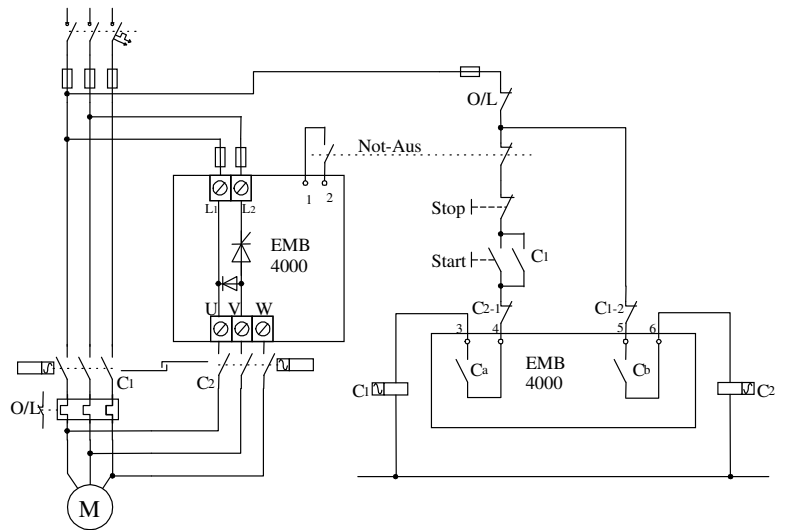 O/L
Not-Aus
1 2
L1 L2
Stop
EMB
4000
Start
C1
U V W
C2-1
C1-2
3 4 5 6
Ca
EMB
4000
Cb
C1
C2
C1
C2
O/L
M